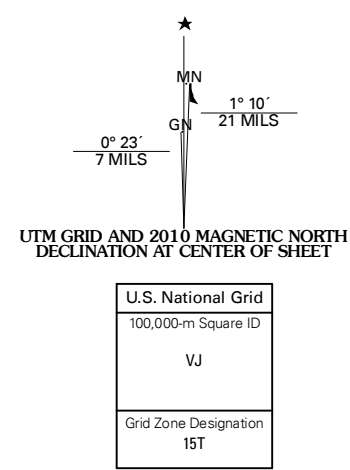 MN
GN
1° 10´
21 MILS
0° 23´
7 MILS
UTM GRID AND 2010 MAGNETIC NORTH
DECLINATION AT CENTER OF SHEET
U.S. National Grid
100,000-m Square ID
VJ
Grid Zone Designation
15T